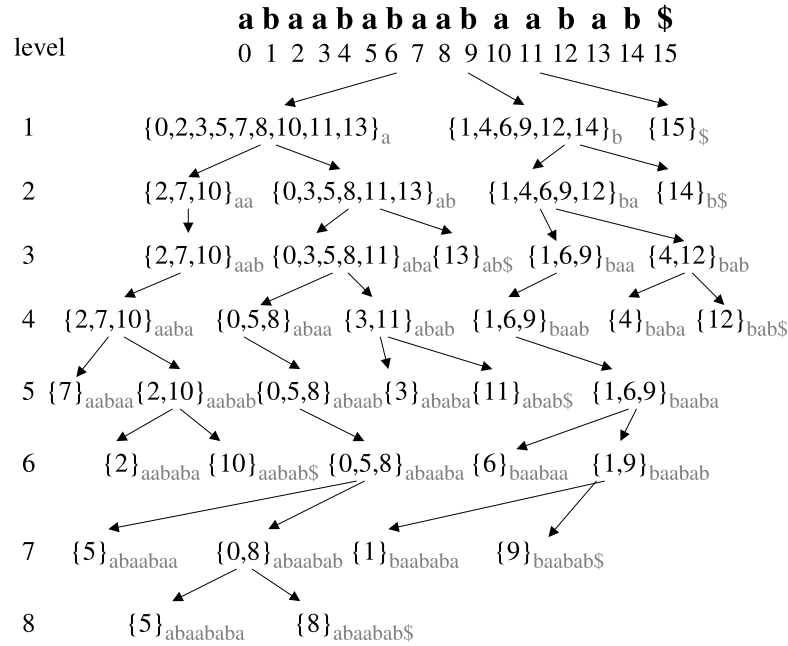 a b a a b a b a a b a a b a b $
level 0 1 2 3 4 5 6 7 8 9 10 11 12 13 14 15
1 {0,2,3,5,7,8,10,11,13}a {1,4,6,9,12,14}b {15}$
2 {2,7,10}aa {0,3,5,8,11,13}ab {1,4,6,9,12}ba {14}b$
3 {2,7,10}aab {0,3,5,8,11}aba {13}ab$ {1,6,9}baa {4,12}bab
4 {2,7,10}aaba {0,5,8}abaa {3,11}abab {1,6,9}baab {4}baba {12}bab$
5 {7}aabaa {2,10}aabab {0,5,8}abaab {3}ababa {11}abab$ {1,6,9}baaba
6 {2}aababa {10}aabab$ {0,5,8}abaaba {6}baabaa {1,9}baabab
7 {5}abaabaa {0,8}abaabab {1}baababa {9}baabab$
8 {5}abaababa {8}abaabab$